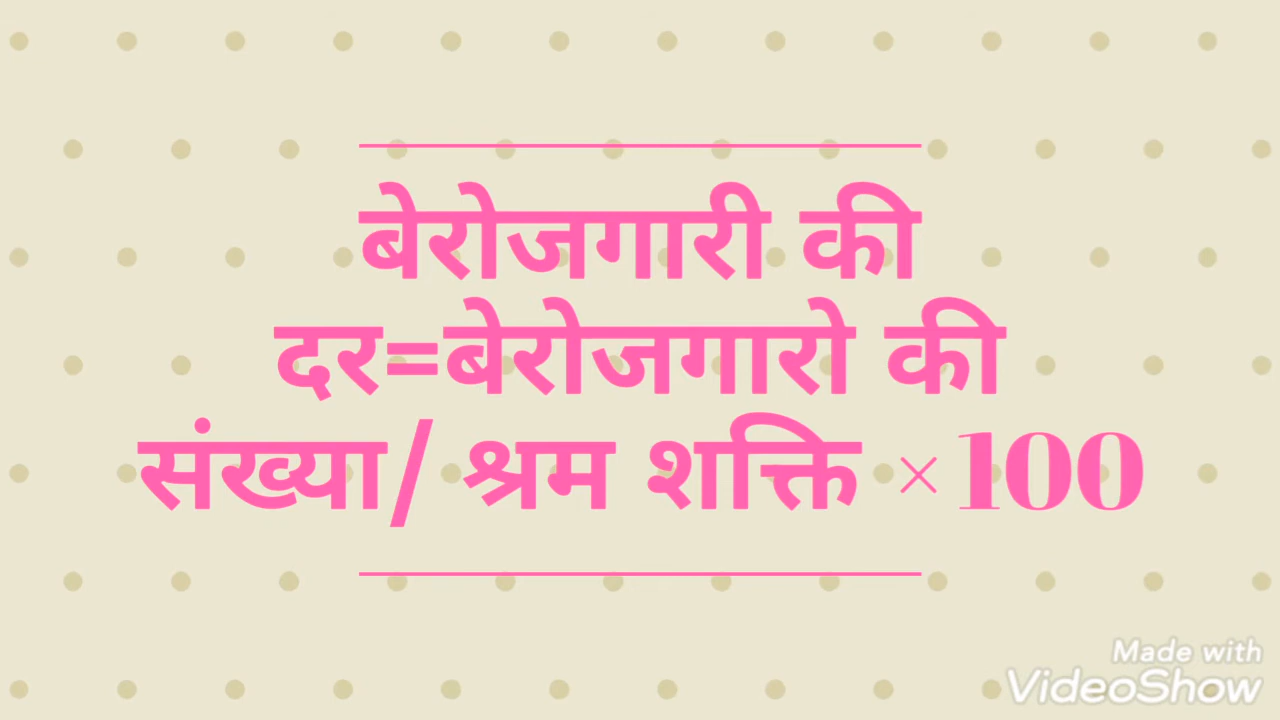 बेरोजगारी की
दर=बेरोजगारो की
संख्या/ श्रम शक्ति ×100
Made with
VideoShow